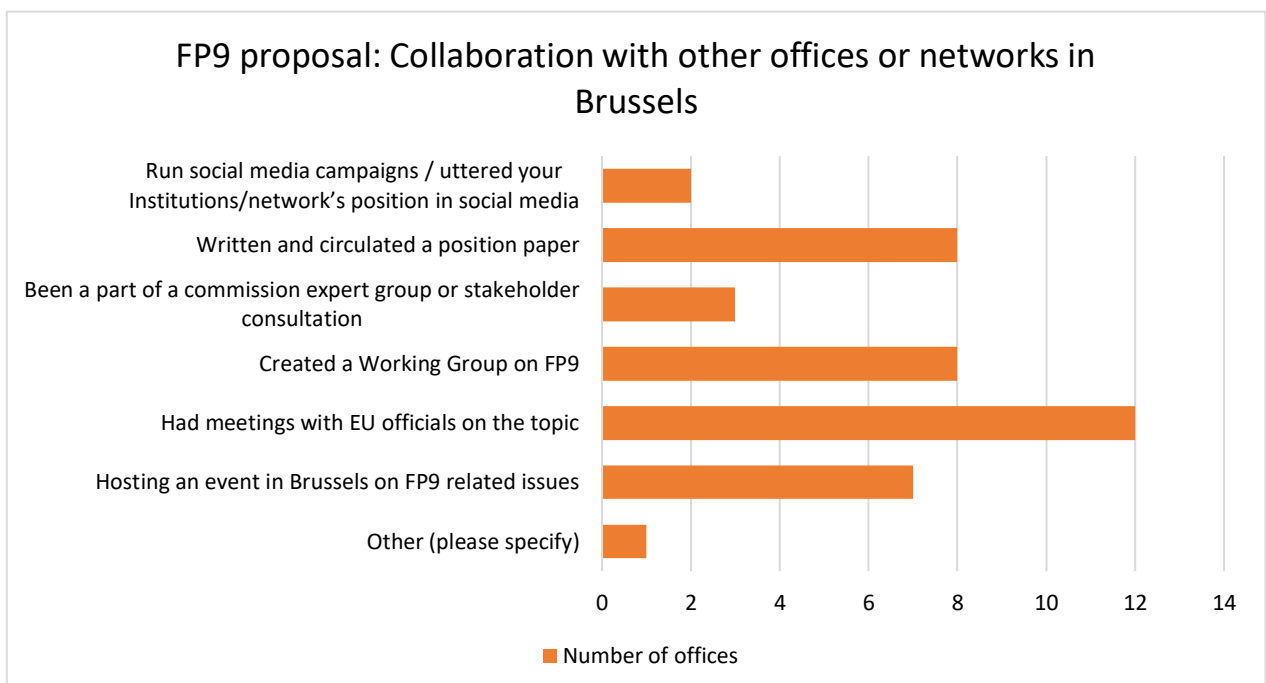 FP9 proposal: Collaboration with other offices or networks in
Brussels
Run social media campaigns / uttered your
Institutions/network’s position in social media
Written and circulated a position paper
Been a part of a commission expert group or stakeholder
consultation
Created a Working Group on FP9
Had meetings with EU officials on the topic
Hosting an event in Brussels on FP9 related issues
Other (please specify)
0 2 4 6 8 10 12 14
Number of offices